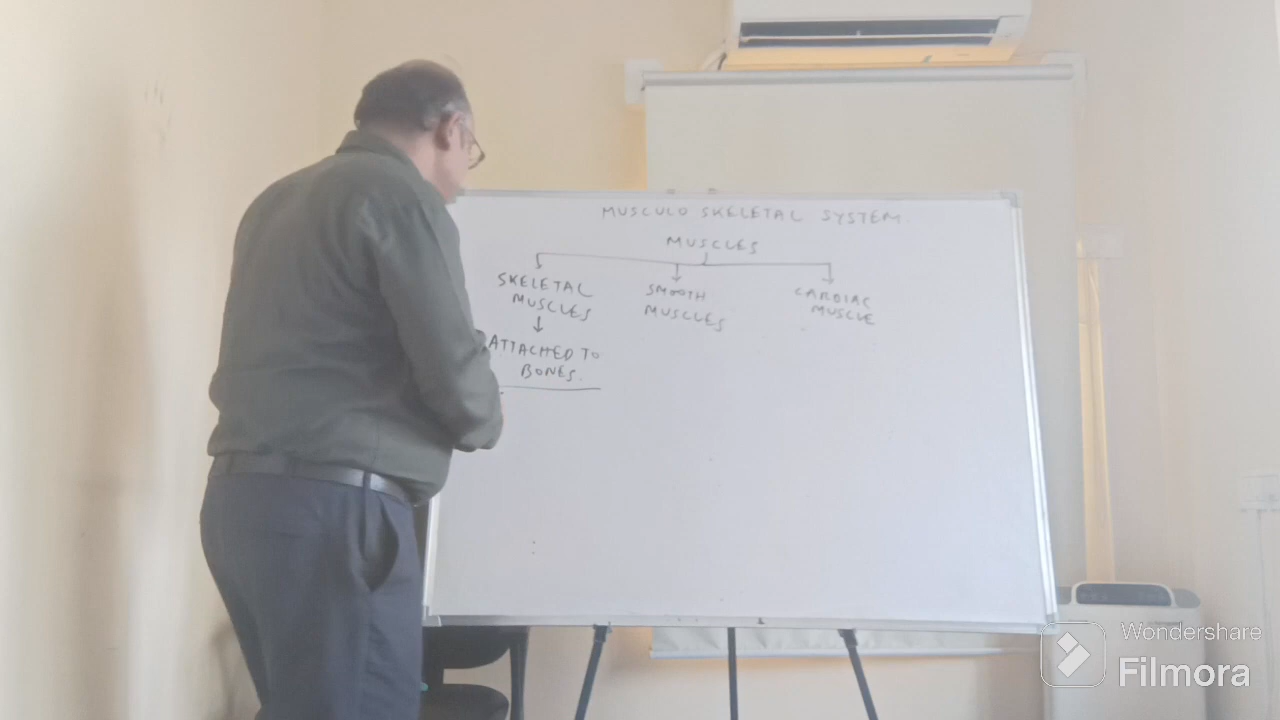 MUSCULO SKELETAL SYSTEM
MUSCLES
SKELETAL
MUSCLES
SMOOTH
MUSCLES
CARDIAC
MUSCLE
ATTACHED TO
BONES.
Wondershare
Filmora